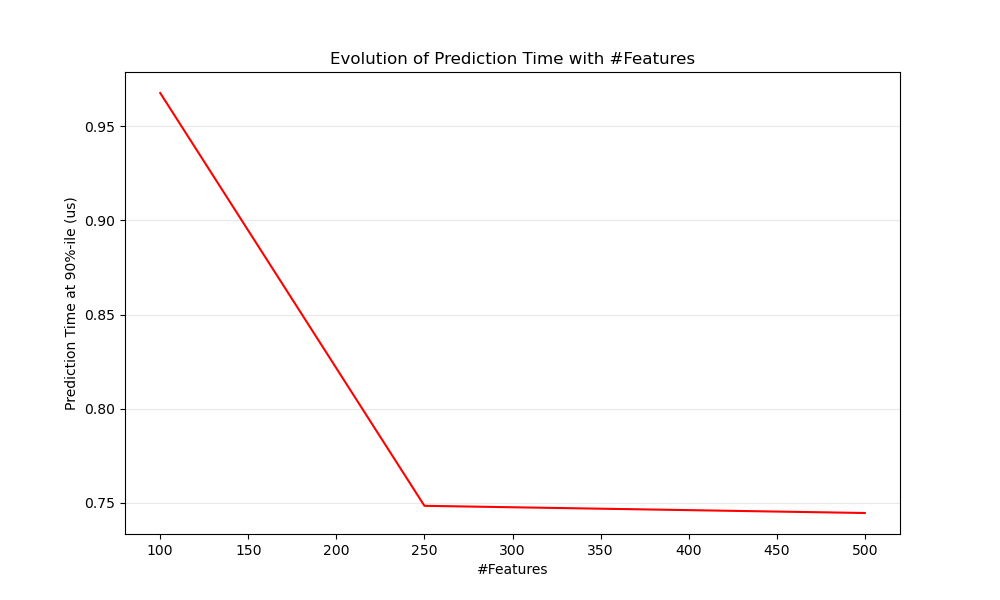 Evolution of Prediction Time with #Features
Prediction Time at 90%-ile (us)
0.95
0.90
0.85
0.80
0.75
100 150 200 250 300 350 400 450 500
#Features